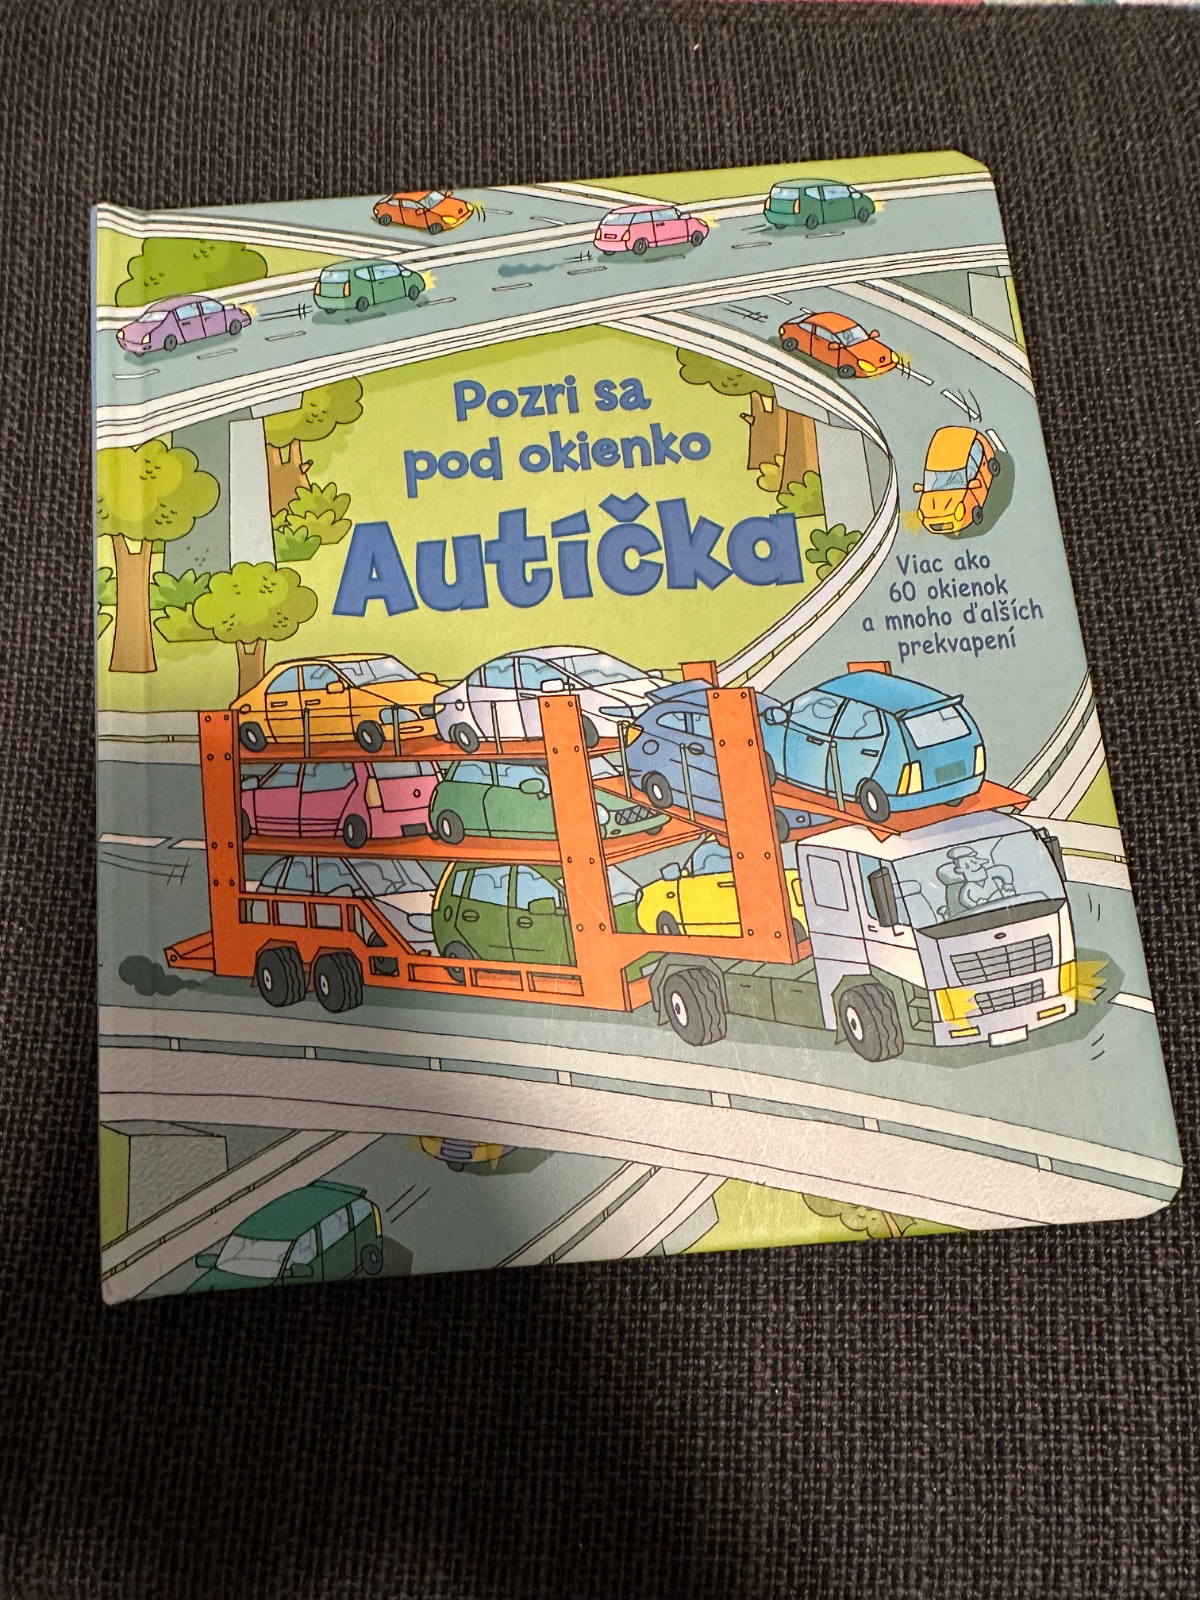 Pozri sa
pod okienko
Autíčka
Viac ako
60 okienok
a mnoho ďalších
prekvapení